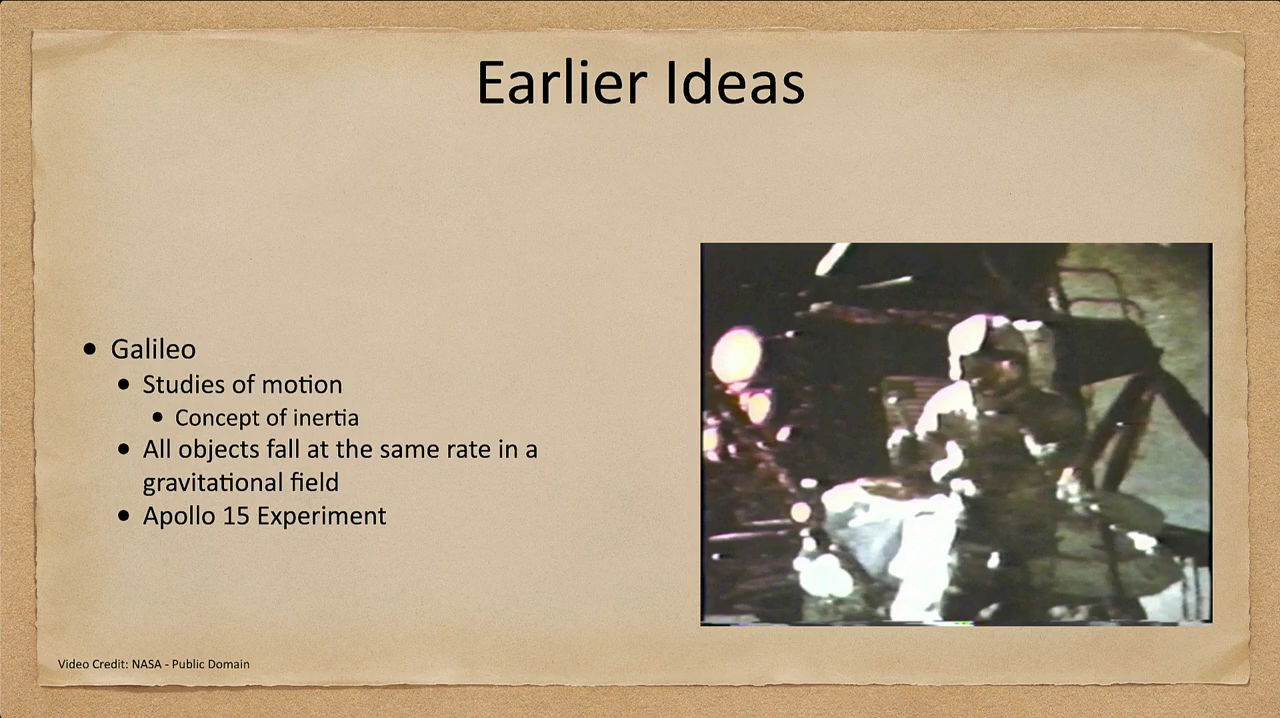 Earlier Ideas
• Galileo
• Studies of motion
• Concept of inertia
• All objects fall at the same rate in a
gravitational field
• Apollo 15 Experiment
Video Credit: NASA - Public Domain